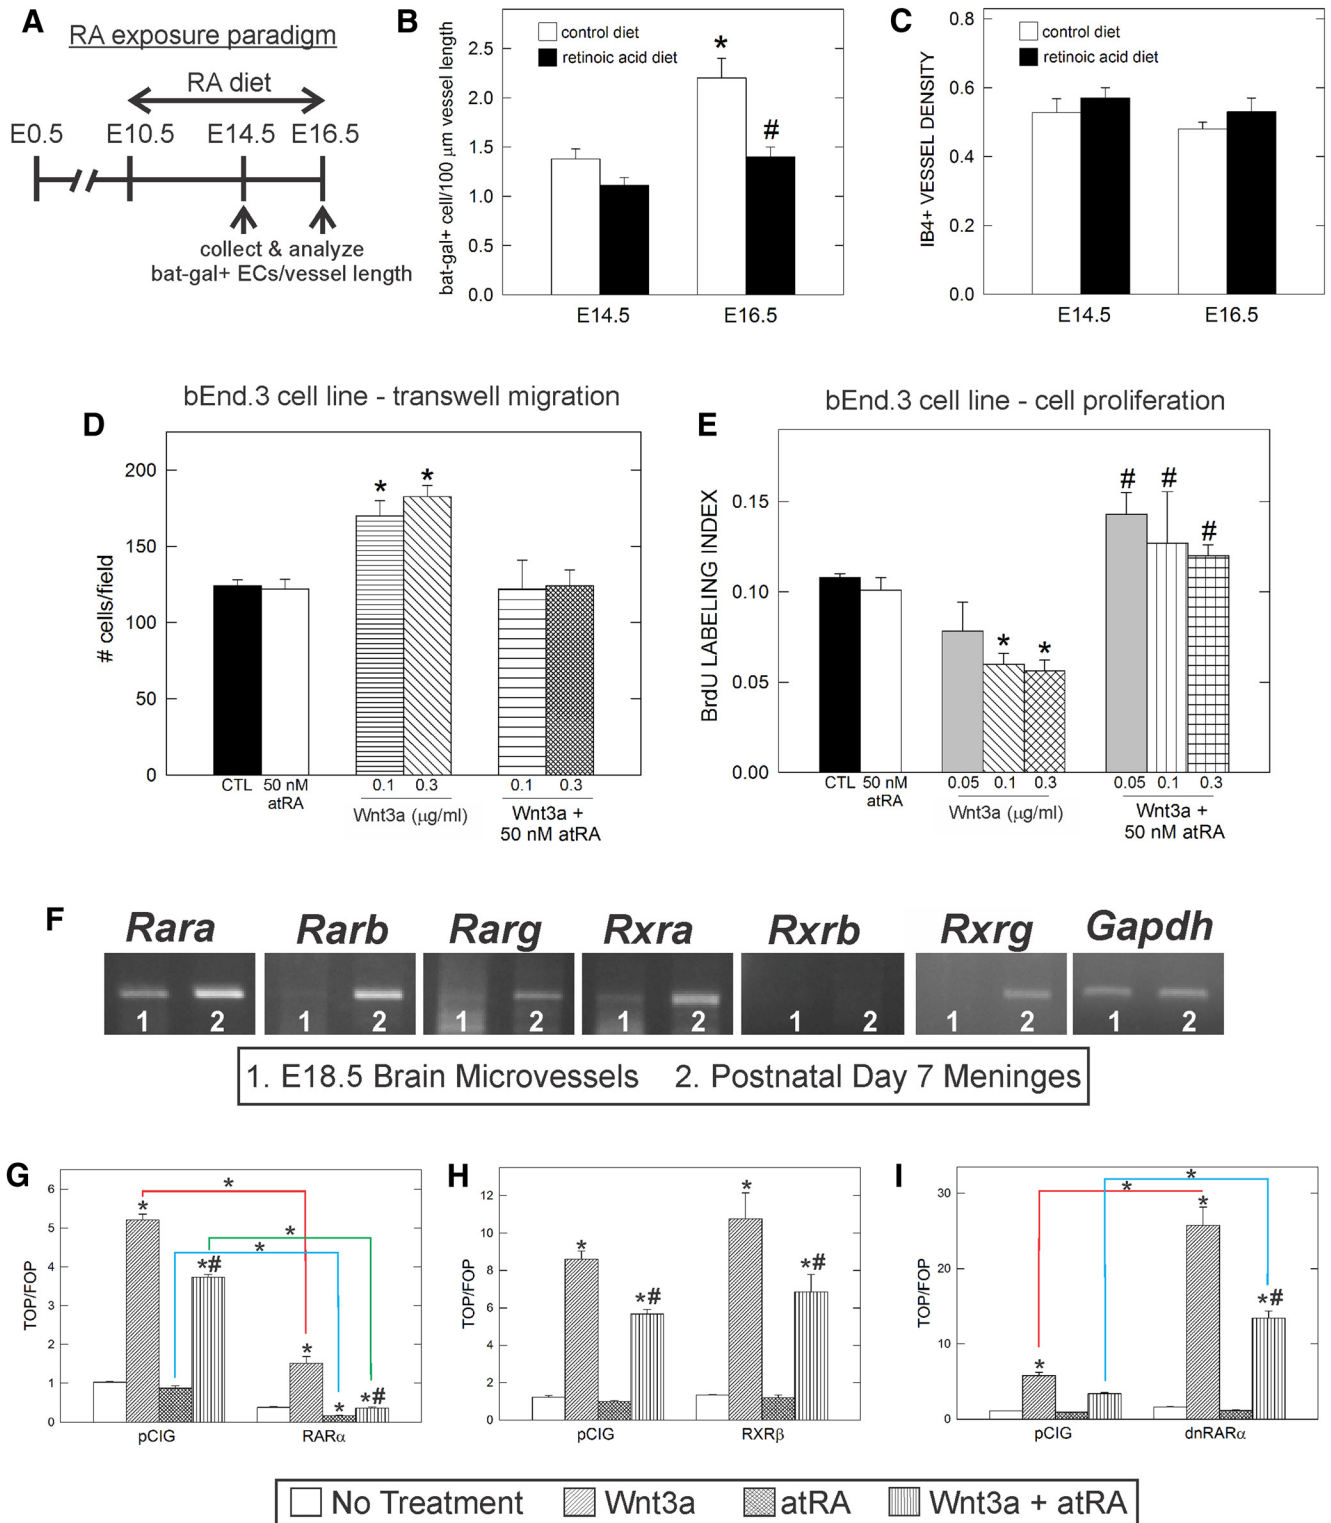 A
RA exposure paradigm
RA diet
E0.5 E10.5 E14.5 E16.5
collect & analyze
bat-gal+ ECs/vessel length
B
bat-gal+ cell/100 μm vessel length
2.5
2.0
1.5
1.0
0.5
0.0
control diet
retinoic acid diet
*
#
E14.5 E16.5
C
IB4+ VESSEL DENSITY
0.8
0.6
0.4
0.2
0.0
control diet
retinoic acid diet
E14.5 E16.5
bEnd.3 cell line - transwell migration
D
# cells/field
200
150
100
50
0
* *
CTL 50 nM atRA
0.1 0.3
Wnt3a (μg/ml)
0.1 0.3
Wnt3a +
50 nM atRA
bEnd.3 cell line - cell proliferation
E
BrdU LABELING INDEX
0.15
0.10
0.05
0.00
* *
# # #
CTL 50 nM atRA
0.05 0.1 0.3
Wnt3a (μg/ml)
0.05 0.1 0.3
Wnt3a +
50 nM atRA
F
Rara Rarb Rarg Rxra Rxrb Rxrg Gapdh
1 2 1 2 1 2 1 2 1 2 1 2 1 2
1. E18.5 Brain Microvessels 2. Postnatal Day 7 Meninges
G
TOP/FOP
6
5
4
3
2
1
0
* *# * * *#
* * *
pCIG RARα
H
TOP/FOP
12
10
8
6
4
2
0
* *# * *#
pCIG RXRβ
I
TOP/FOP
30
20
10
0
* * *#
* *
pCIG dnRARα
No Treatment Wnt3a atRA Wnt3a + atRA